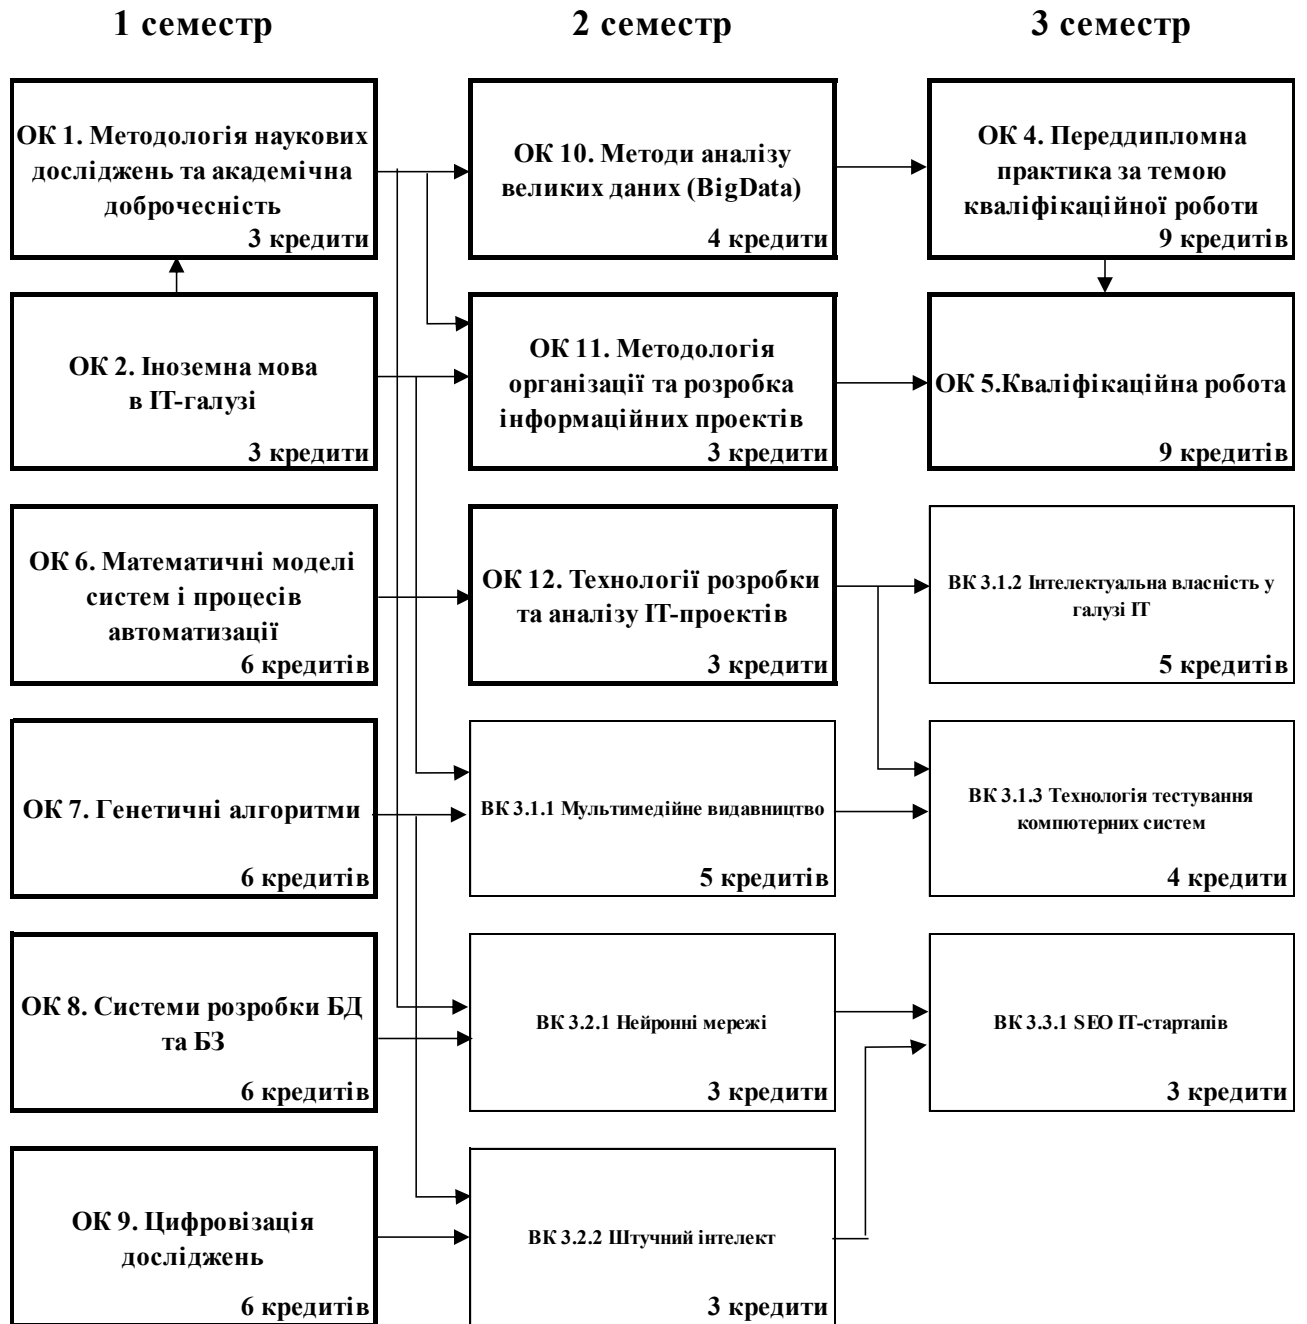 1 семестр
2 семестр
3 семестр
ОК 1. Методологія наукових
досліджень та академічна
доброчесність
3 кредити
ОК 10. Методи аналізу
великих даних (BigData)
4 кредити
ОК 4. Переддипломна
практика за темою
кваліфікаційної роботи
9 кредитів
ОК 2. Іноземна мова
в ІТ-галузі
3 кредити
ОК 11. Методологія
організації та розробка
інформаційних проектів
3 кредити
ОК 5.Кваліфікаційна робота
9 кредитів
ОК 6. Математичні моделі
систем і процесів
автоматизації
6 кредитів
ОК 12. Технології розробки
та аналізу ІТ-проектів
3 кредити
ВК 3.1.2 Інтелектуальна власність у
галузі ІТ
5 кредитів
ОК 7. Генетичні алгоритми
6 кредитів
ВК 3.1.1 Мультимедійне видавництво
5 кредитів
ВК 3.1.3 Технологія тестування
компютерних систем
4 кредити
ОК 8. Системи розробки БД
та БЗ
6 кредитів
ВК 3.2.1 Нейронні мережі
3 кредити
ВК 3.3.1 SEO ІТ-стартапів
3 кредити
ОК 9. Цифровізація
досліджень
6 кредитів
ВК 3.2.2 Штучний інтелект
3 кредити